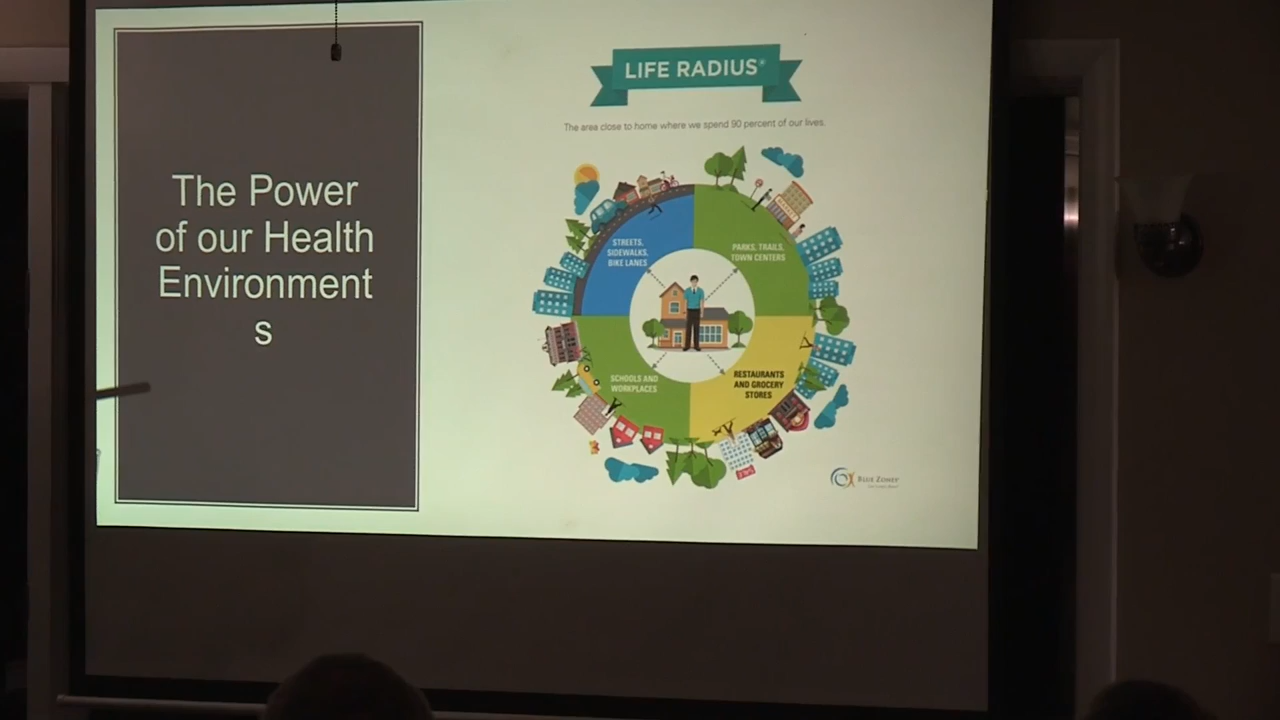 The Power
of our Health
Environment
s
LIFE RADIUS®
The area close to home where we spend 90 percent of our lives.
STREETS,
SIDEWALKS,
BIKE LANES
PARKS, TRAILS,
TOWN CENTERS
SCHOOLS AND
WORKPLACES
RESTAURANTS
AND GROCERY
STORES
BLUE ZONES